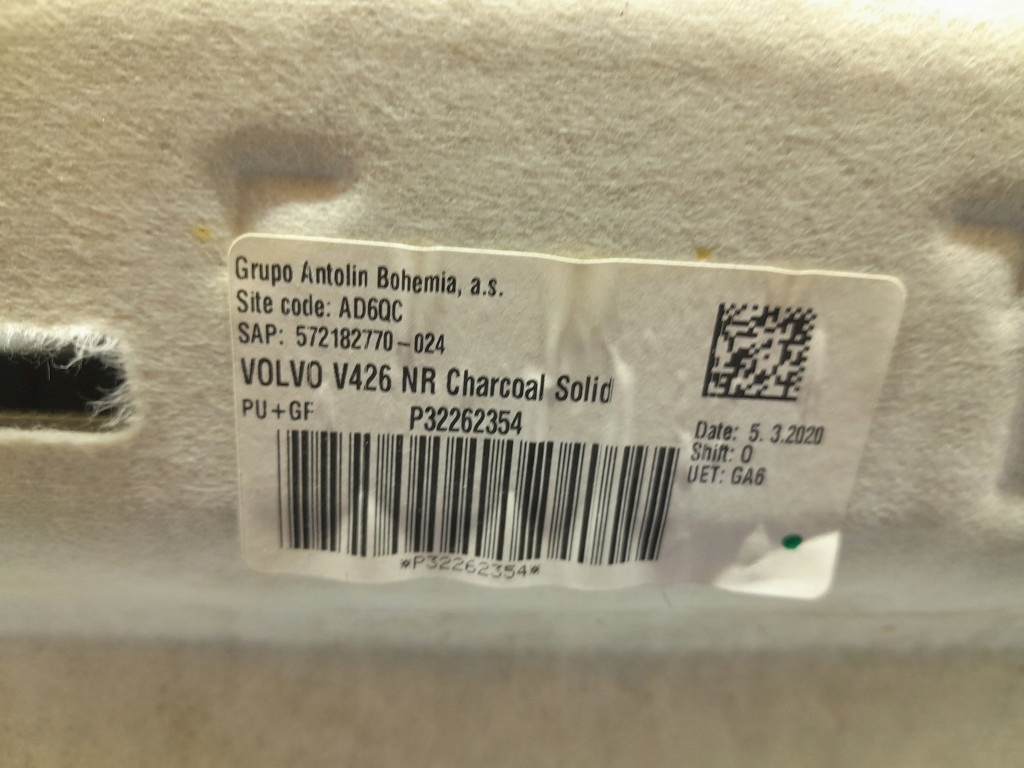 Grupo Antolin Bohemia, a.s.
Site code: AD6QC
SAP: 572182770-024
VOLVO V426 NR Charcoal Solid
PU+GF P32262354
Date: 5. 3.2020
Shift: 0
UET: GA6
*P32262354*